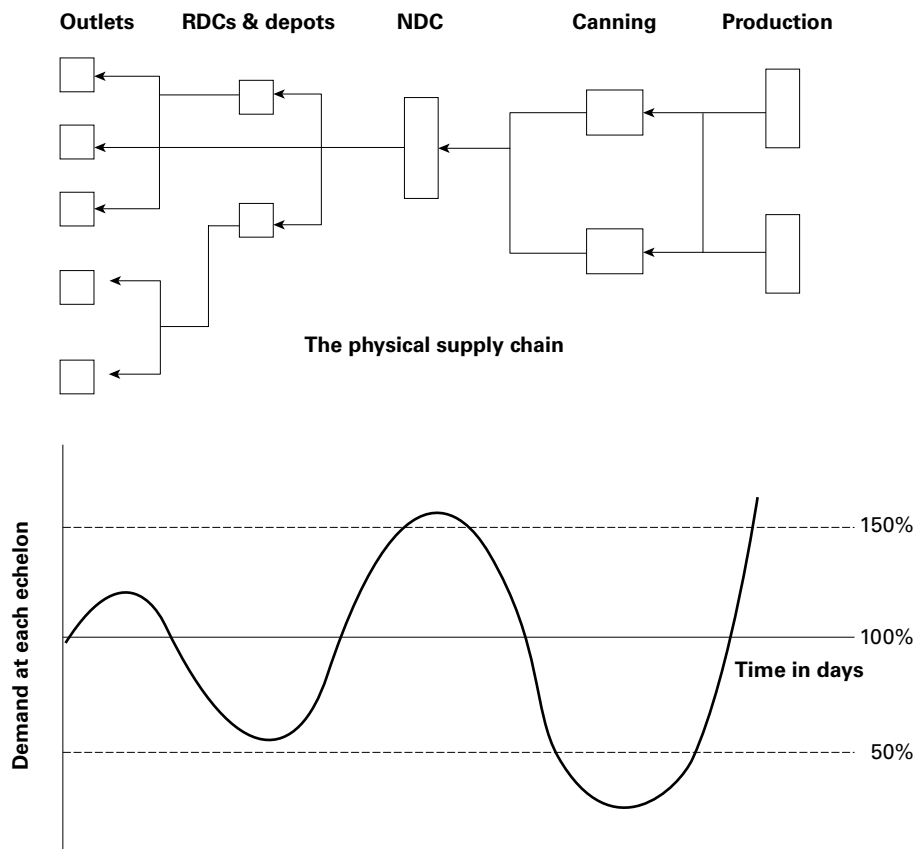 Outlets RDCs & depots NDC Canning Production
The physical supply chain
Demand at each echelon
150%
100%
Time in days
50%